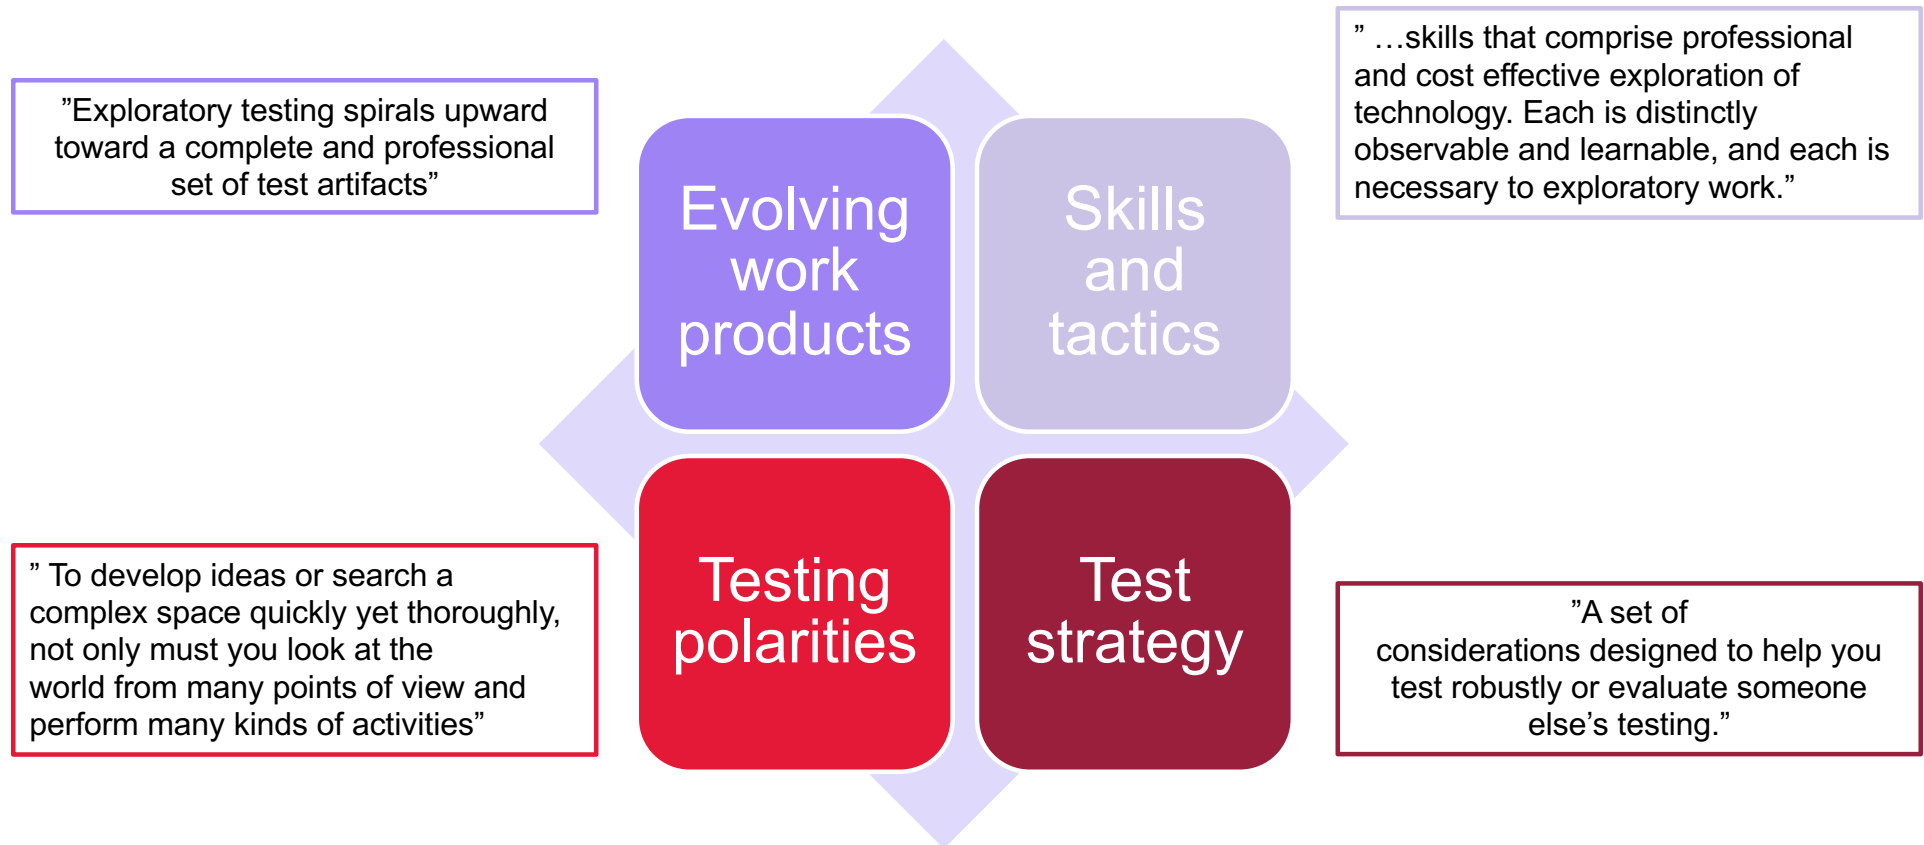 ”Exploratory testing spirals upward
toward a complete and professional
set of test artifacts”
Evolving
work
products
Skills
and
tactics
” …skills that comprise professional
and cost effective exploration of
technology. Each is distinctly
observable and learnable, and each is
necessary to exploratory work.”
” To develop ideas or search a
complex space quickly yet thoroughly,
not only must you look at the
world from many points of view and
perform many kinds of activities”
Testing
polarities
Test
strategy
”A set of
considerations designed to help you
test robustly or evaluate someone
else’s testing.”